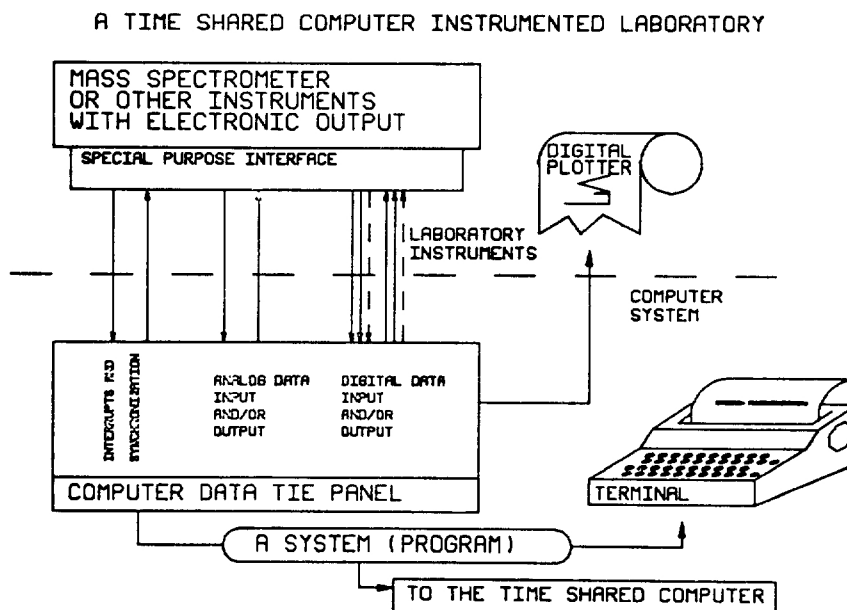 A TIME SHARED COMPUTER INSTRUMENTED LABORATORY
MASS SPECTROMETER
OR OTHER INSTRUMENTS
WITH ELECTRONIC OUTPUT
SPECIAL PURPOSE INTERFACE
DIGITAL
PLOTTER
LABORATORY
INSTRUMENTS
COMPUTER
SYSTEM
INTERRUPTS AND
SYNCHRONIZATION
ANALOG DATA
INPUT
AND/OR
OUTPUT
DIGITAL DATA
INPUT
AND/OR
OUTPUT
COMPUTER DATA TIE PANEL
TERMINAL
A SYSTEM (PROGRAM)
TO THE TIME SHARED COMPUTER